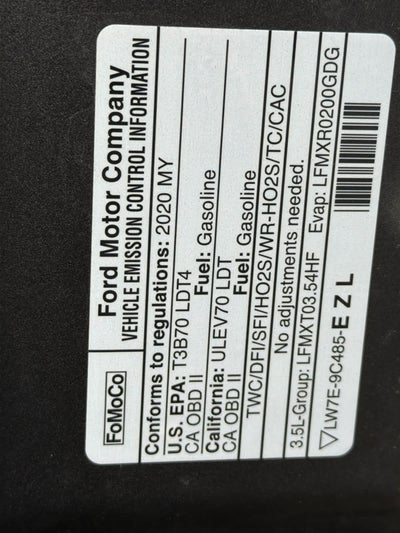 FoMoCo
Ford Motor Company
VEHICLE EMISSION CONTROL INFORMATION
Conforms to regulations: 2020 MY
U.S. EPA: T3B70 LDT4
CA OBD II Fuel: Gasoline
California: ULEV70 LDT
CA OBD II Fuel: Gasoline
TWC/DFI/SFI/HO2S/WR-HO2S/TC/CAC
No adjustments needed.
3.5L-Group: LFMXT03.54HF Evap: LFMXR0200GDG
▽LW7E-9C485-E Z L